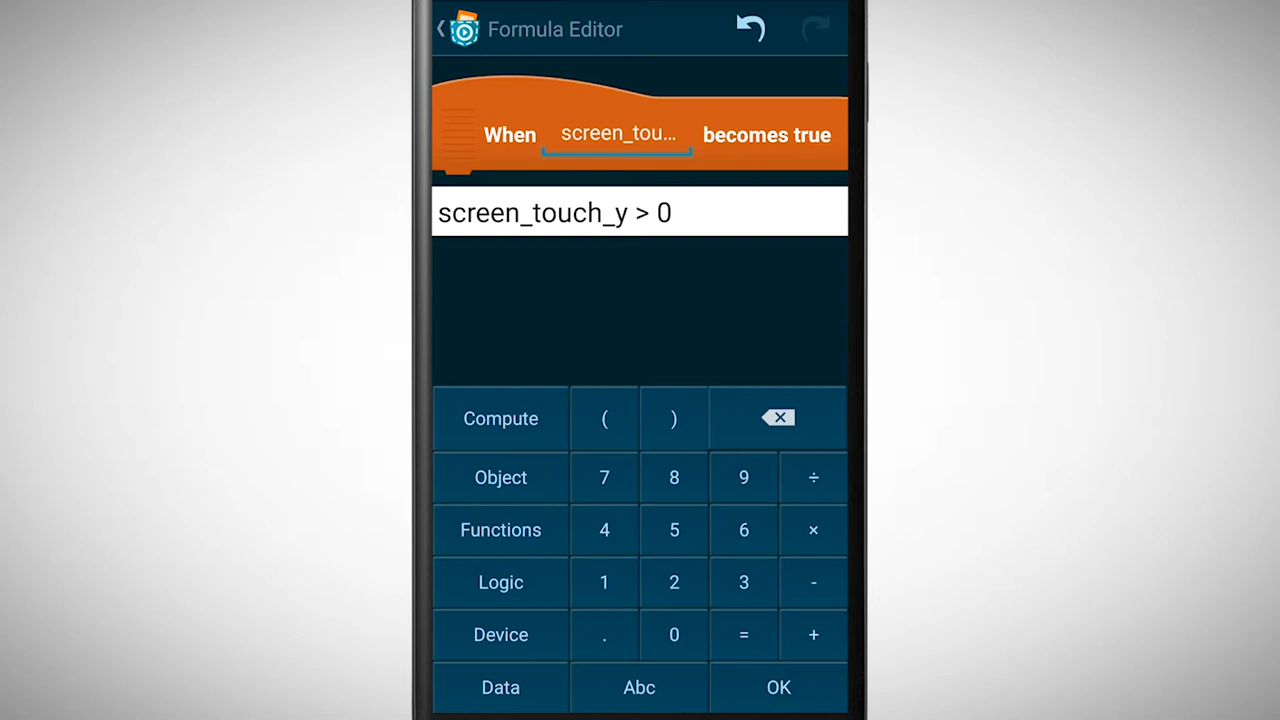 Formula Editor
When screen_tou... becomes true
screen_touch_y > 0
Compute ( )
Object 7 8 9 ÷
Functions 4 5 6 ×
Logic 1 2 3 -
Device . 0 = +
Data Abc OK